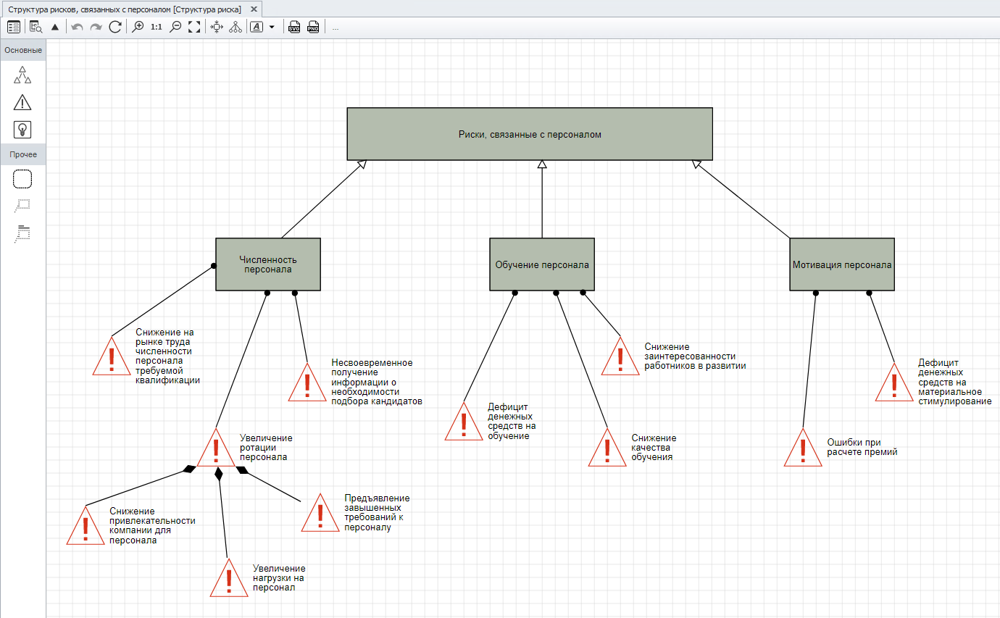 Структура рисков, связанных с персоналом [Структура риска]
1:1
A
SVG
PNG
...
Основные
Прочее
Риски, связанные с персоналом
Численность
персонала
Обучение персонала
Мотивация персонала
Снижение на
рынке труда
численности
персонала
требуемой
квалификации
Несвоевременное
получение
информации о
необходимости
подбора кандидатов
Снижение
заинтересованности
работников в развитии
Дефицит
денежных
средств на
материальное
стимулирование
Дефицит
денежных
средств на
обучение
Увеличение
ротации
персонала
Снижение
качества
обучения
Ошибки при
расчете премий
Снижение
привлекательности
компании для
персонала
Предъявление
завышенных
требований к
персоналу
Увеличение
нагрузки на
персонал